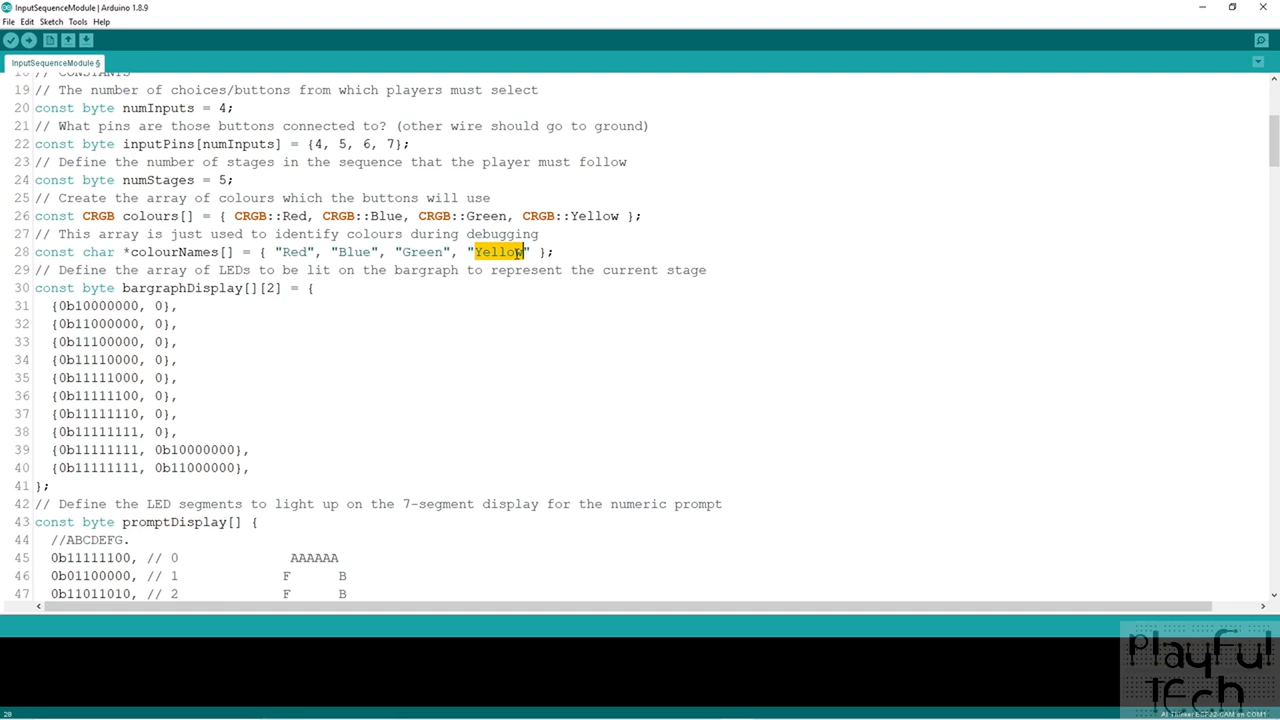 InputSequenceModule | Arduino 1.8.9
File Edit Sketch Tools Help
InputSequenceModule §
18 // CONSTANTS
19 // The number of choices/buttons from which players must select
20 const byte numInputs = 4;
21 // What pins are those buttons connected to? (other wire should go to ground)
22 const byte inputPins[numInputs] = {4, 5, 6, 7};
23 // Define the number of stages in the sequence that the player must follow
24 const byte numStages = 5;
25 // Create the array of colours which the buttons will use
26 const CRGB colours[] = { CRGB::Red, CRGB::Blue, CRGB::Green, CRGB::Yellow };
27 // This array is just used to identify colours during debugging
28 const char *colourNames[] = { "Red", "Blue", "Green", "Yellow" };
29 // Define the array of LEDs to be lit on the bargraph to represent the current stage
30 const byte bargraphDisplay[][2] = {
31 {0b10000000, 0},
32 {0b11000000, 0},
33 {0b11100000, 0},
34 {0b11110000, 0},
35 {0b11111000, 0},
36 {0b11111100, 0},
37 {0b11111110, 0},
38 {0b11111111, 0},
39 {0b11111111, 0b10000000},
40 {0b11111111, 0b11000000},
41 };
42 // Define the LED segments to light up on the 7-segment display for the numeric prompt
43 const byte promptDisplay[] {
44 //ABCDEFG.
45 0b11111100, // 0 AAAAAA
46 0b01100000, // 1 F B
47 0b11011010, // 2 F B
PlayFul
TEch
28
AI Thinker ESP32-CAM on COM1